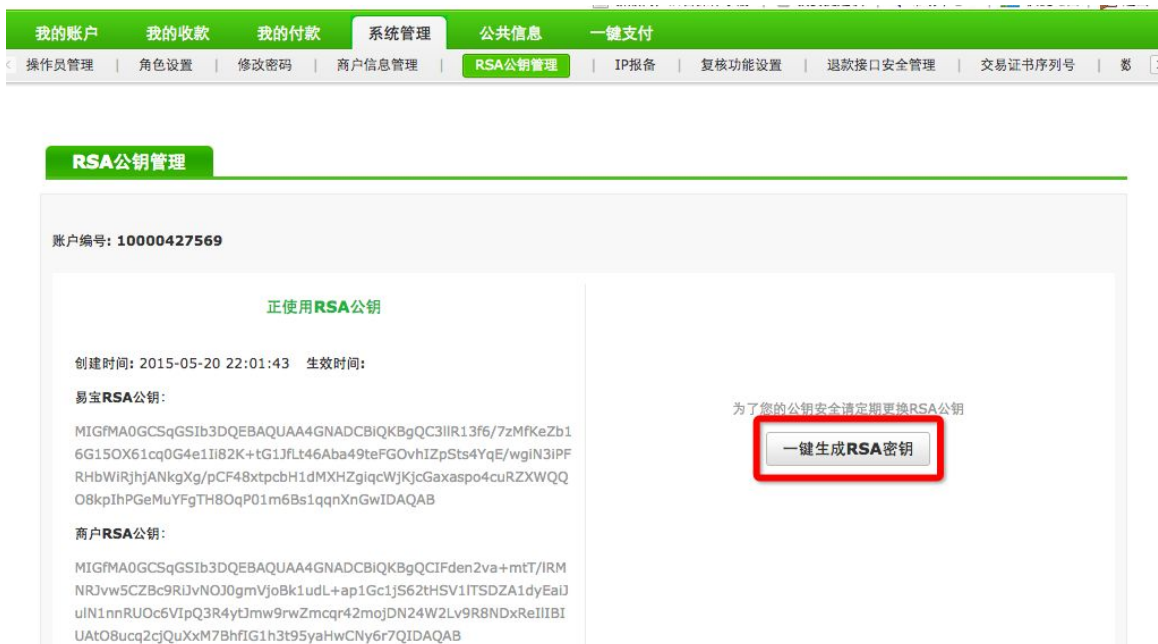 我的账户 我的收款 我的付款 系统管理 公共信息 一键支付
操作员管理 | 角色设置 | 修改密码 | 商户信息管理 | RSA公钥管理 | IP报备 | 复核功能设置 | 退款接口安全管理 | 交易证书序列号 |
RSA公钥管理
账户编号: 10000427569
正使用RSA公钥
创建时间: 2015-05-20 22:01:43 生效时间:
易宝RSA公钥:
MIGfMA0GCSqGSIb3DQEBAQUAA4GNADCBiQKBgQC3llR13f6/7zMfKeZb1
6G15OX61cq0G4e1Ii82K+tG1JfLt46Aba49teFGOvhIZpSts4YqE/wgiN3iPF
RHbWiRjhjANkgXg/pCF48xtpcbH1dMXHZgiqcWjKjcGaxaspo4cuRZXWQQ
O8kpIhPGeMuYFgTH8OqP01m6Bs1qqnXnGwIDAQAB
商户RSA公钥:
MIGfMA0GCSqGSIb3DQEBAQUAA4GNADCBiQKBgQCIFden2va+mtT/lRM
NRJvw5CZBc9RiJvNOJ0gmVjoBk1udL+ap1Gc1jS62tHSV1lTSDZA1dyEaiJ
ulN1nnRUOc6VIpQ3R4ytJmw9rwZmcqr42mojDN24W2Lv9R8NDxReIlIBI
UAtO8ucq2cjQuXxM7BhfIG1h3t95yaHwCNy6r7QIDAQAB
为了您的公钥安全请定期更换RSA公钥
一键生成RSA密钥